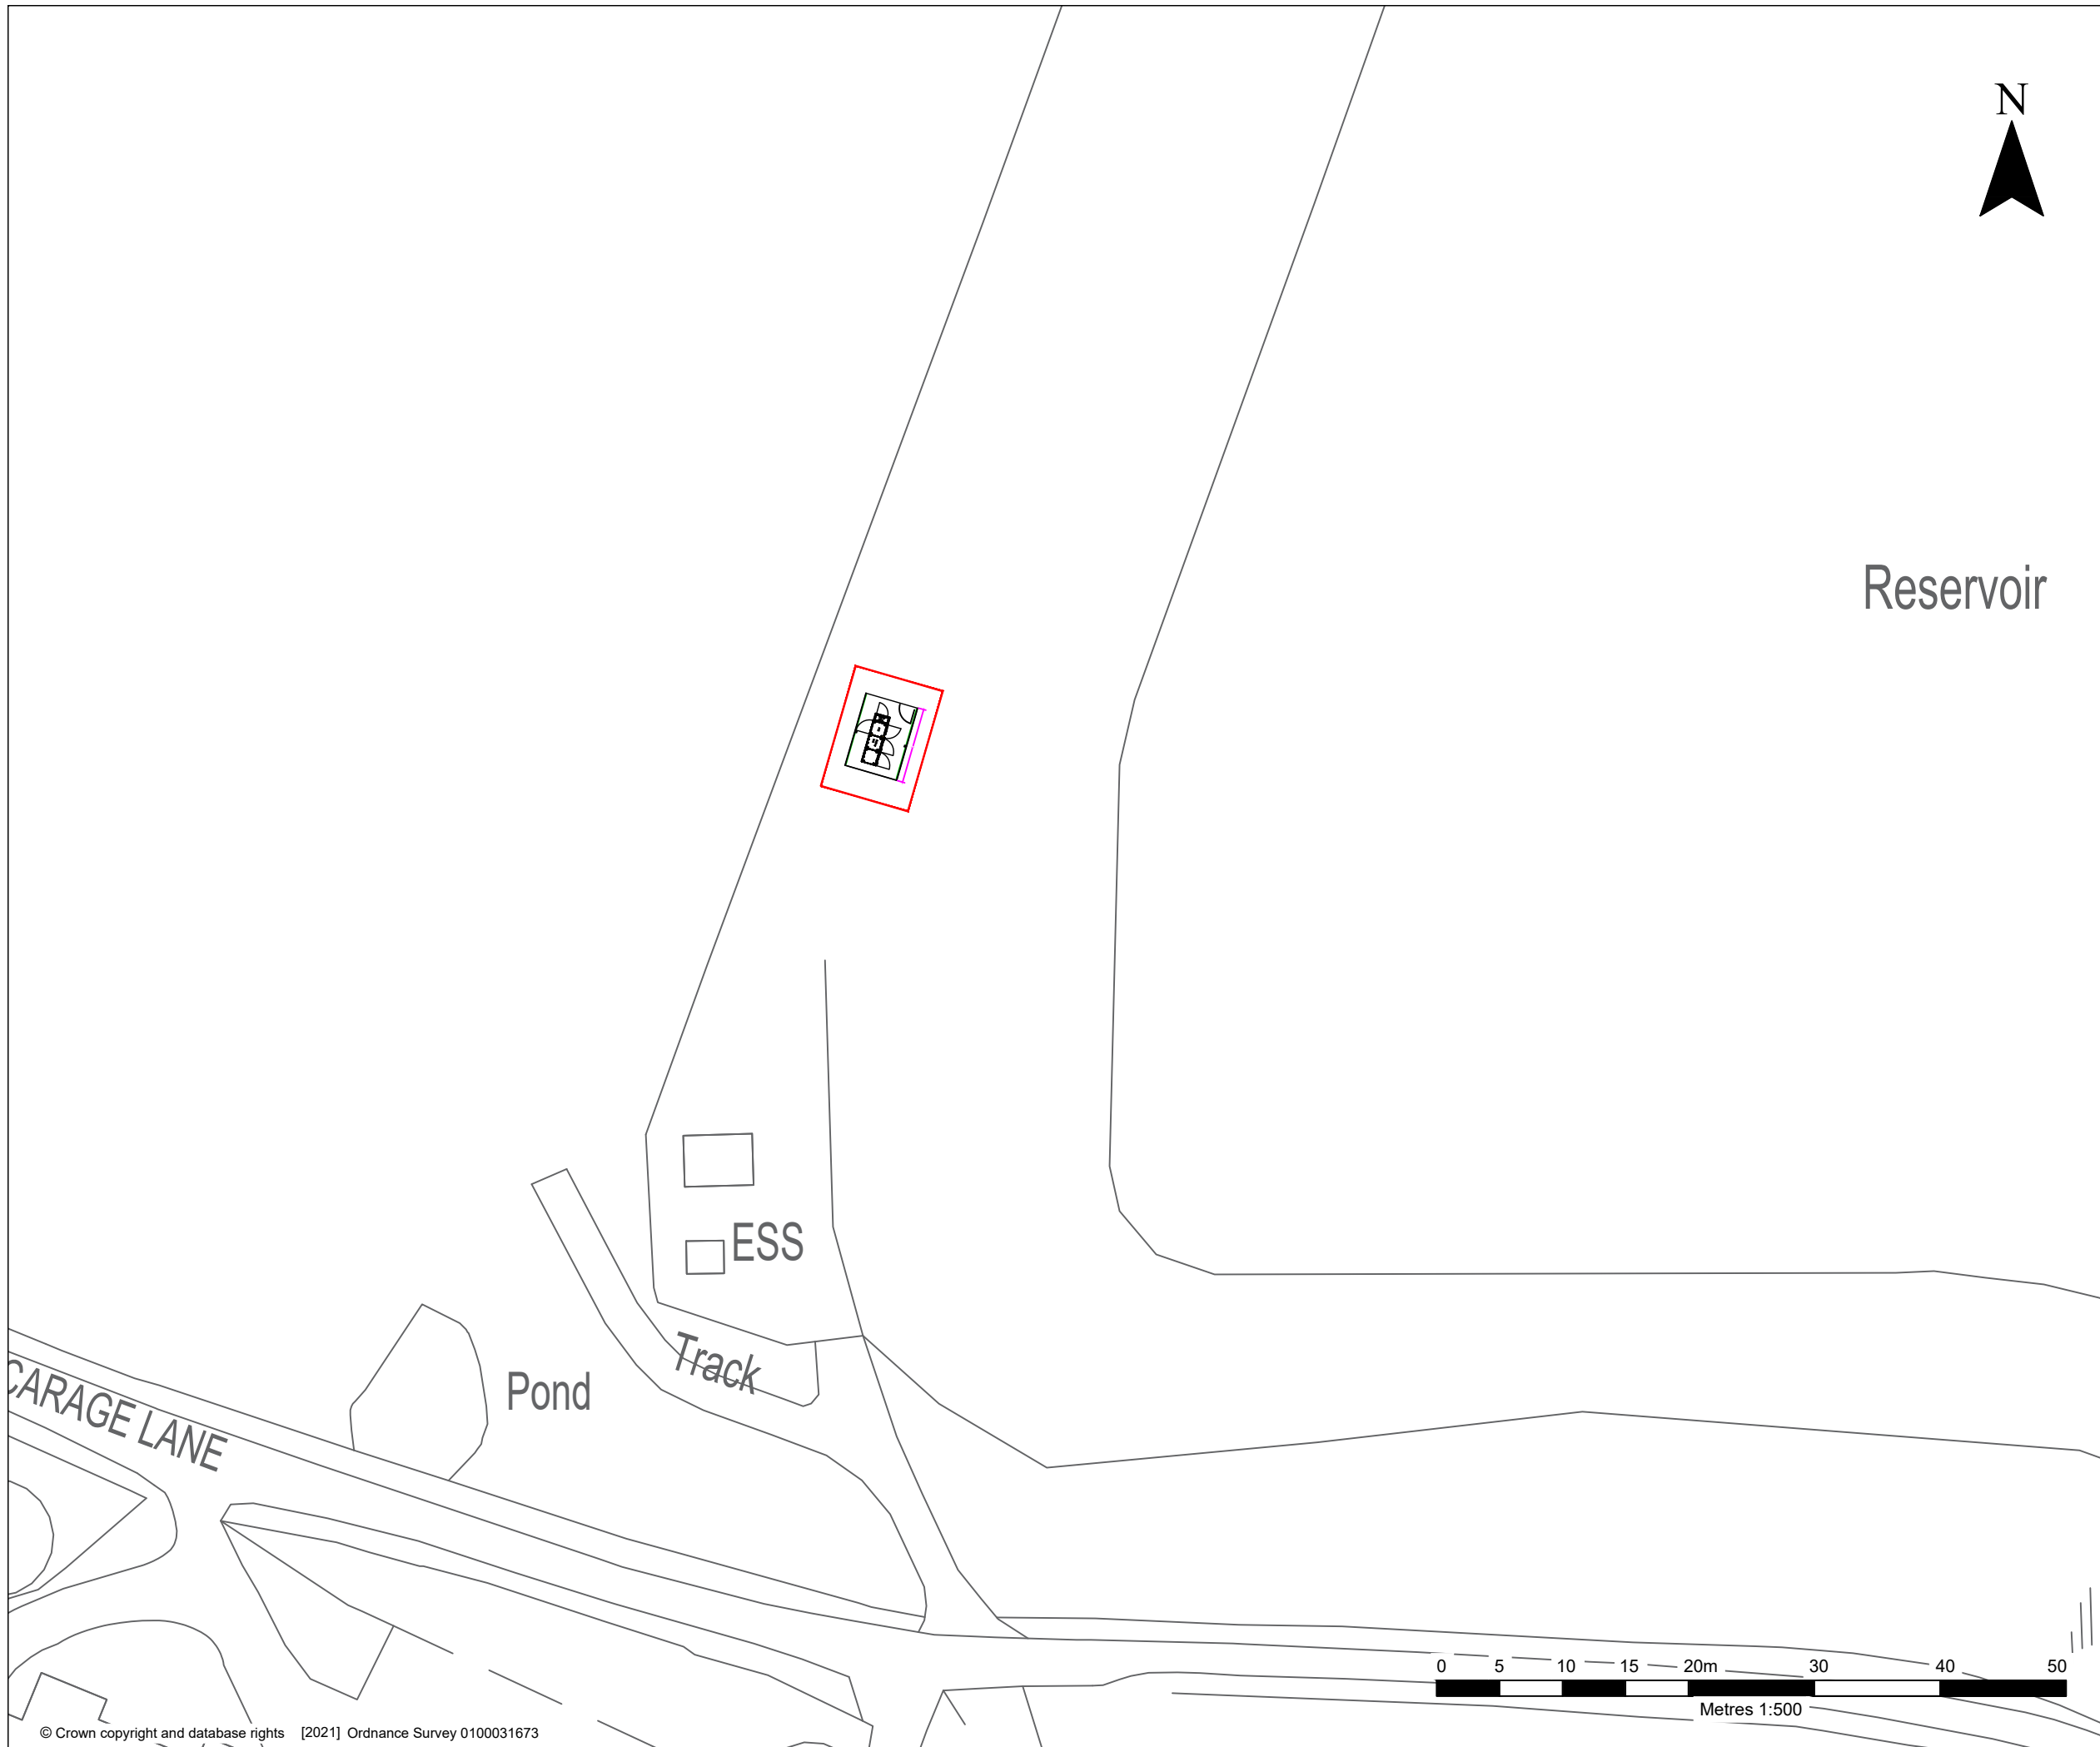 N
Reservoir
ESS
Track
Pond
CARAGE LANE
0 5 10 15 20m 30 40 50
Metres 1:500
© Crown copyright and database rights [2021] Ordnance Survey 0100031673